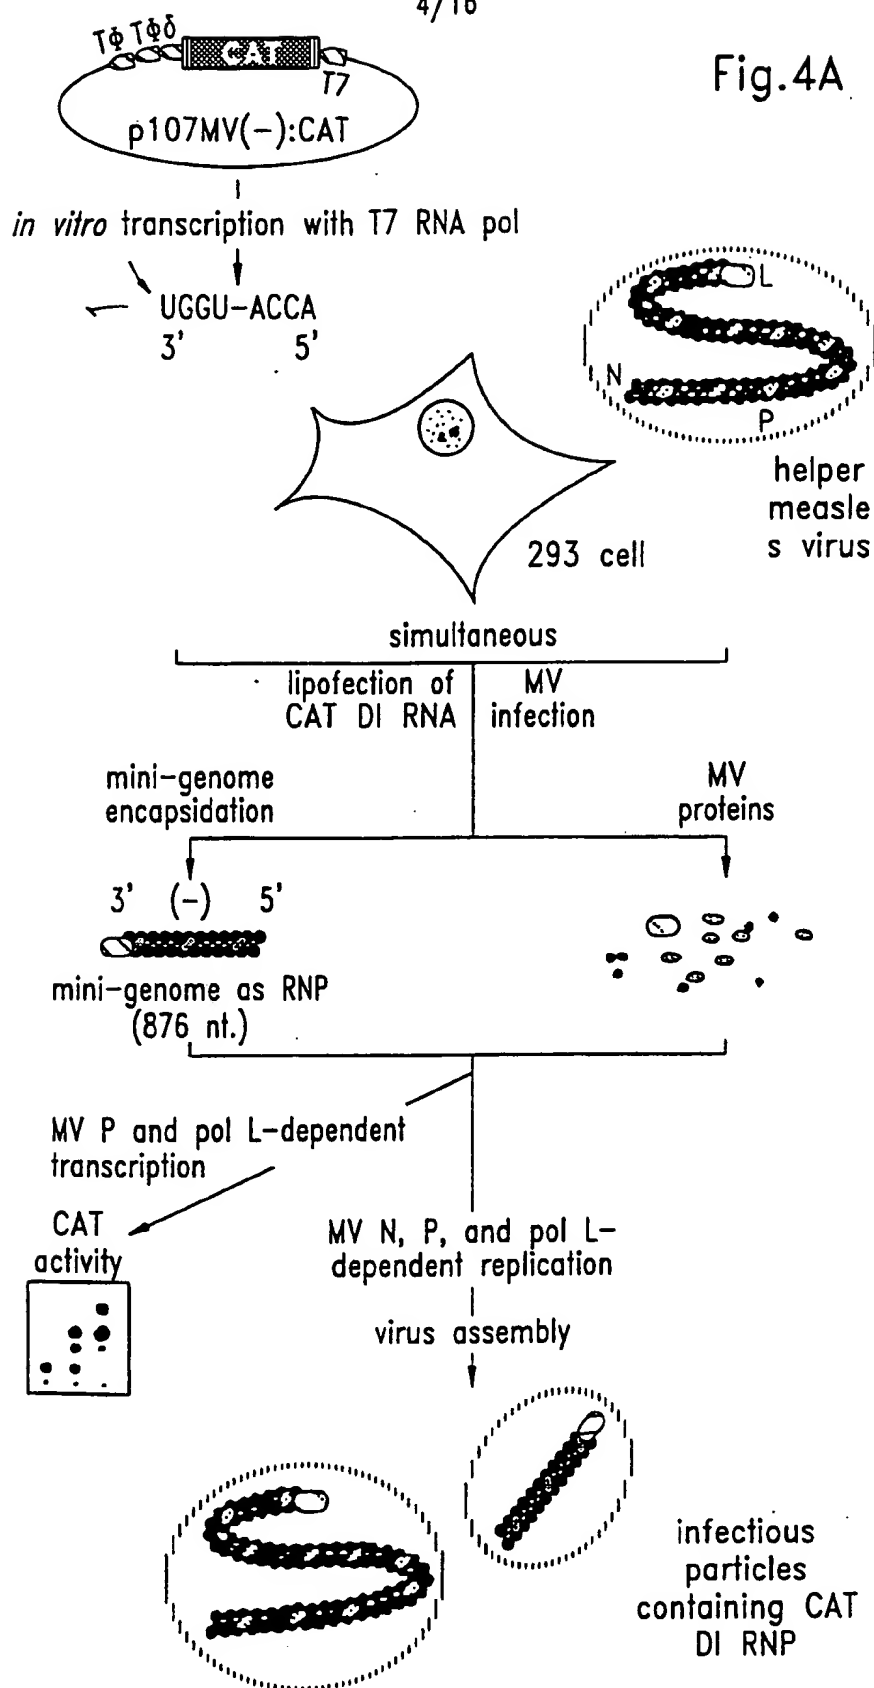 4/16
Fig.4A
Tϕ TϕΔ
CAT
T7
p107MV(-):CAT
in vitro transcription with T7 RNA pol
UGGU-ACCA
3' 5'
L
N
P
helper
measle
s virus
293 cell
simultaneous
lipofection of
CAT DI RNA
MV
infection
mini-genome
encapsidation
MV
proteins
3' (-) 5'
mini-genome as RNP
(876 nt.)
MV P and pol L-dependent
transcription
CAT
activity
MV N, P, and pol L-
dependent replication
virus assembly
infectious
particles
containing CAT
DI RNP